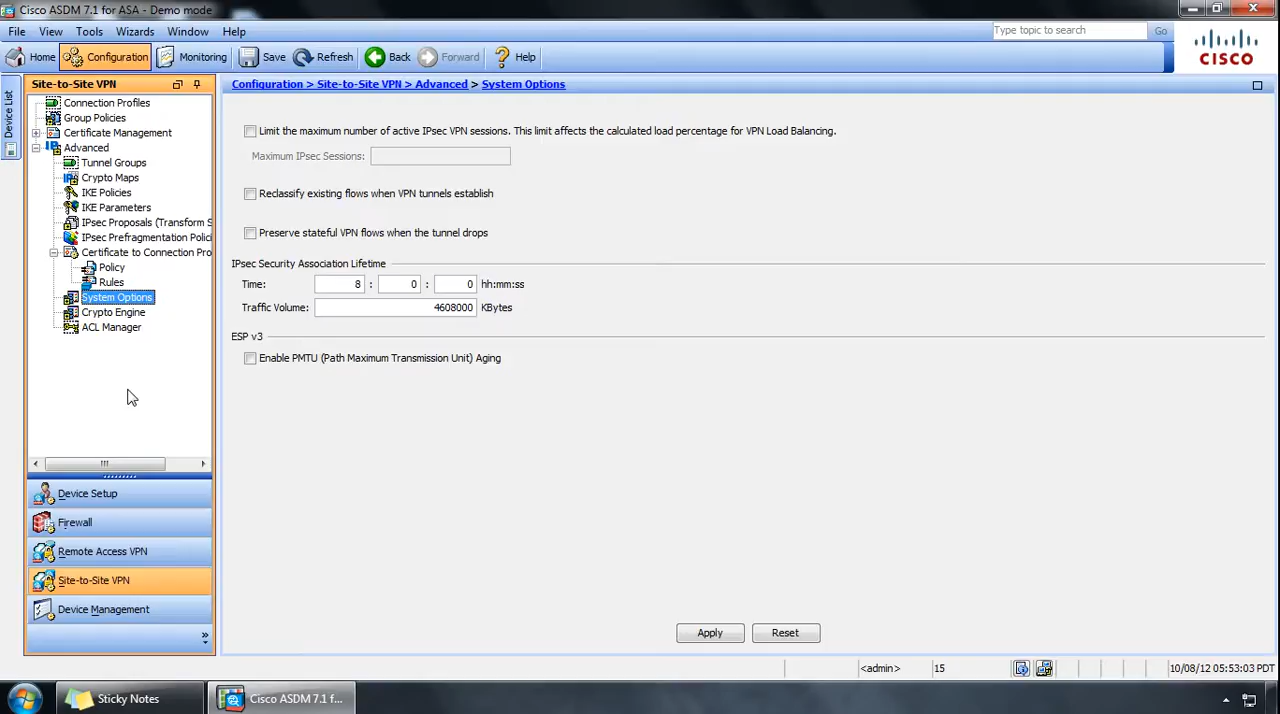 Cisco ASDM 7.1 for ASA - Demo mode
File View Tools Wizards Window Help
Type topic to search Go
Home Configuration Monitoring Save Refresh Back Forward Help
CISCO
Device List
Site-to-Site VPN
Connection Profiles
Group Policies
Certificate Management
Advanced
Tunnel Groups
Crypto Maps
IKE Policies
IKE Parameters
IPsec Proposals (Transform S
IPsec Prefragmentation Polici
Certificate to Connection Pro
Policy
Rules
System Options
Crypto Engine
ACL Manager
Device Setup
Firewall
Remote Access VPN
Site-to-Site VPN
Device Management
Configuration > Site-to-Site VPN > Advanced > System Options
Limit the maximum number of active IPsec VPN sessions. This limit affects the calculated load percentage for VPN Load Balancing.
Maximum IPsec Sessions:
Reclassify existing flows when VPN tunnels establish
Preserve stateful VPN flows when the tunnel drops
IPsec Security Association Lifetime
Time: 8 : 0 : 0 hh:mm:ss
Traffic Volume: 4608000 KBytes
ESP v3
Enable PMTU (Path Maximum Transmission Unit) Aging
Apply Reset
<admin> 15 10/08/12 05:53:03 PDT
Sticky Notes Cisco ASDM 7.1 f...